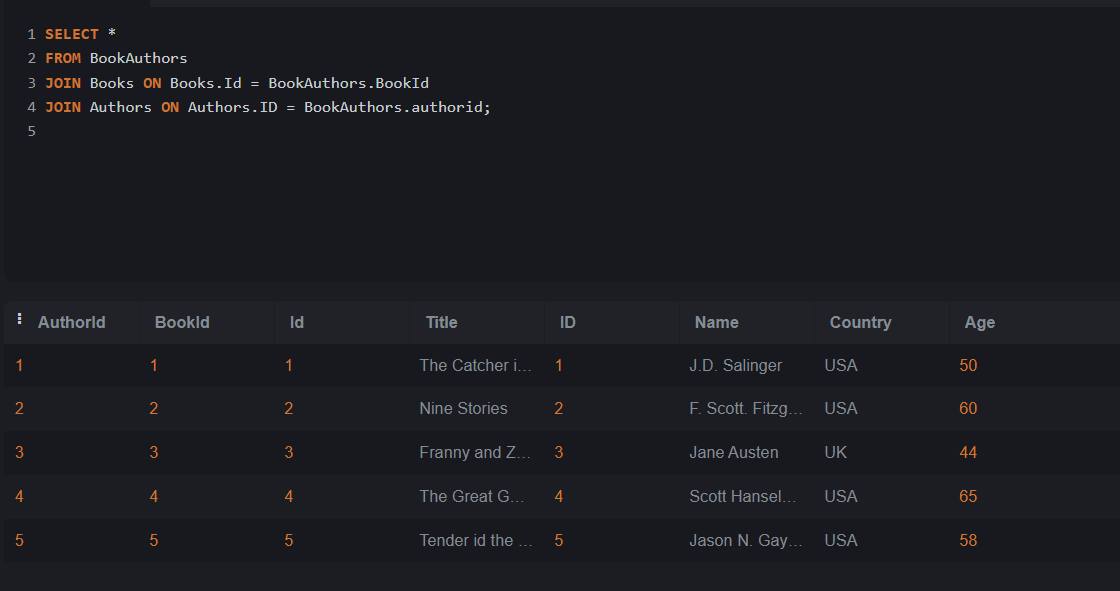 1 SELECT *
2 FROM BookAuthors
3 JOIN Books ON Books.Id = BookAuthors.BookId
4 JOIN Authors ON Authors.ID = BookAuthors.authorid;
5
AuthorId BookId Id Title ID Name Country Age
1 1 1 The Catcher i... 1 J.D. Salinger USA 50
2 2 2 Nine Stories 2 F. Scott. Fitzg... USA 60
3 3 3 Franny and Z... 3 Jane Austen UK 44
4 4 4 The Great G... 4 Scott Hansel... USA 65
5 5 5 Tender id the ... 5 Jason N. Gay... USA 58